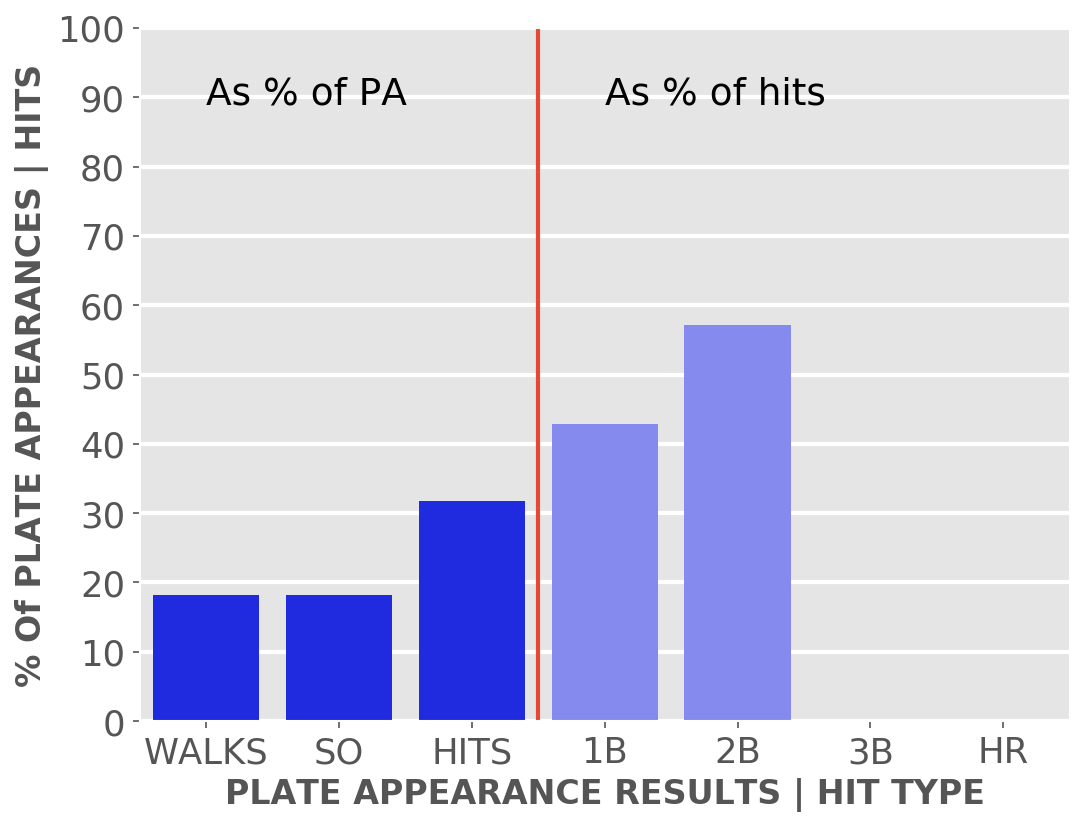 100
90
80
70
60
50
40
30
20
10
0
% Of PLATE APPEARANCES | HITS
As % of PA
As % of hits
WALKS SO HITS 1B 2B 3B HR
PLATE APPEARANCE RESULTS | HIT TYPE